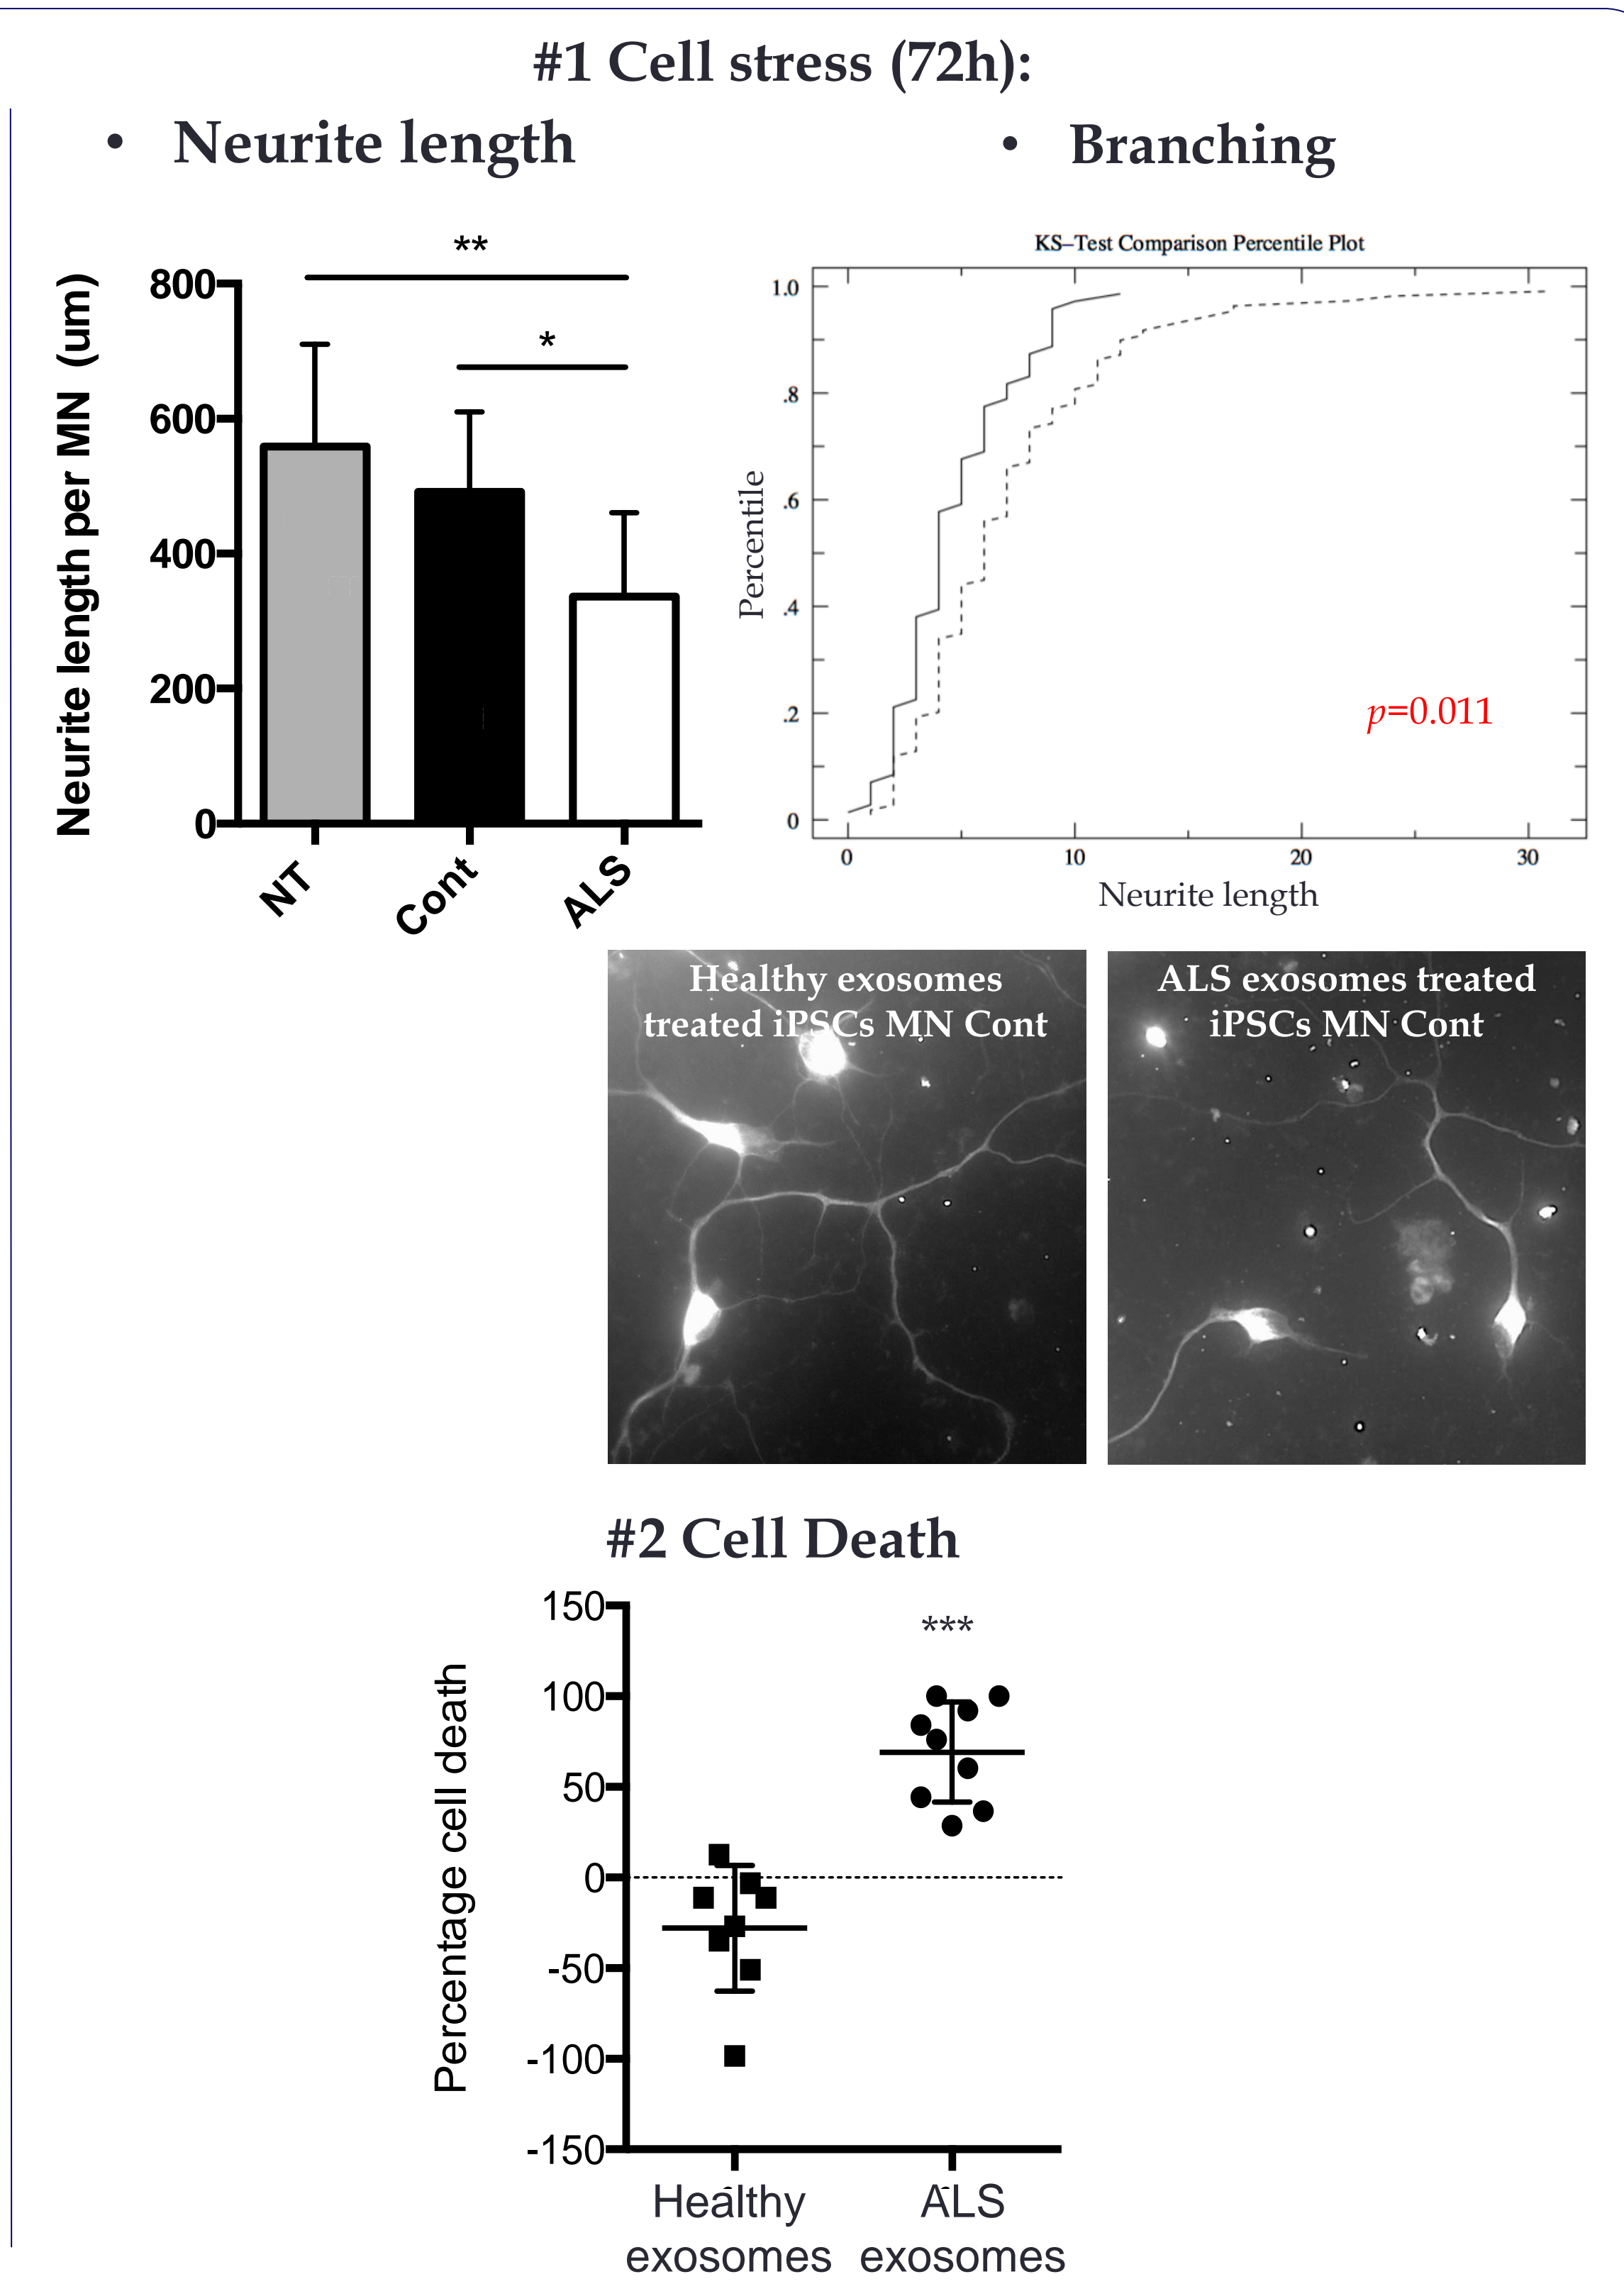 #1 Cell stress (72h):
• Neurite length
• Branching
**
*
Neurite length per MN (um)
800
600
400
200
0
NT
Cont
ALS
KS–Test Comparison Percentile Plot
Percentile
1.0
.8
.6
.4
.2
0
p=0.011
0
10
20
30
Neurite length
Healthy exosomes
treated iPSCs MN Cont
ALS exosomes treated
iPSCs MN Cont
#2 Cell Death
Percentage cell death
150
100
50
0
-50
-100
-150
***
Healthy
exosomes
ALS
exosomes